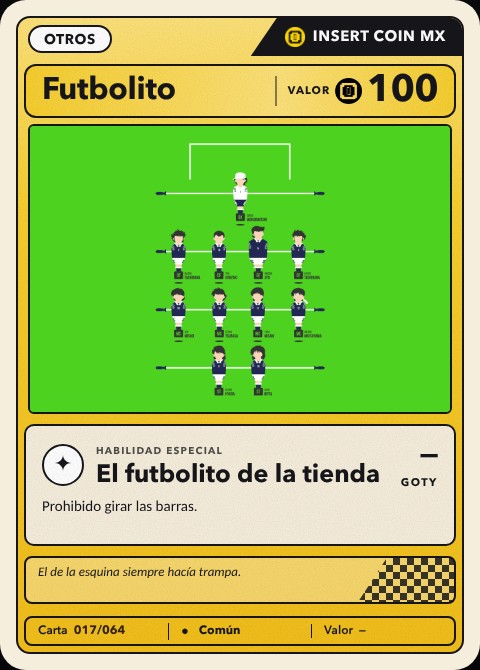 OTROS
INSERT COIN MX
Futbolito
VALOR 100
HABILIDAD ESPECIAL
El futbolito de la tienda
—
GOTY
Prohibido girar las barras.
El de la esquina siempre hacía trampa.
Carta 017/064 • Común Valor —